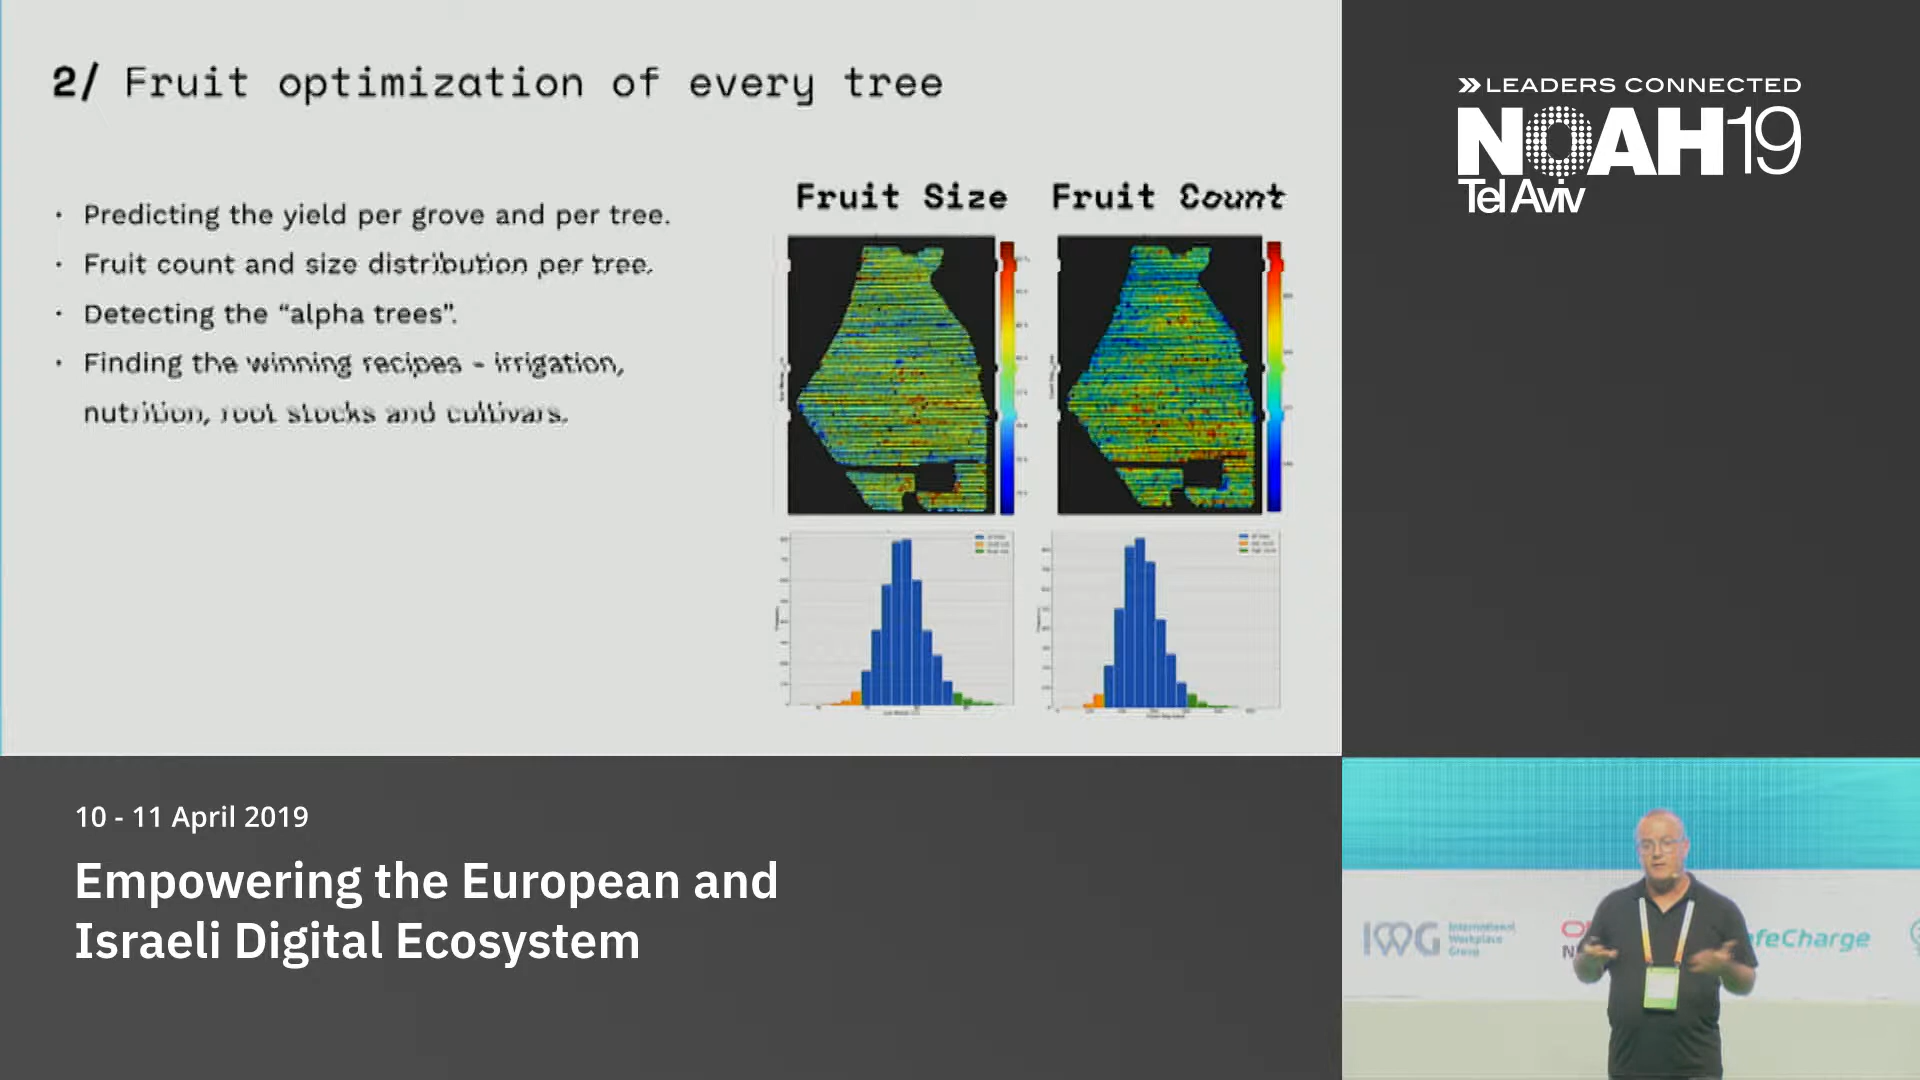 2/ Fruit optimization of every tree
• Predicting the yield per grove and per tree.
• Fruit count and size distribution per tree.
• Detecting the “alpha trees”.
• Finding the winning recipes - irrigation,
nutrition, root stocks and cultivars.
Fruit Size
Fruit Count
LEADERS CONNECTED
NOAH19
Tel Aviv
10 - 11 April 2019
Empowering the European and
Israeli Digital Ecosystem
IWG
International
Workplace
Group
feCharge